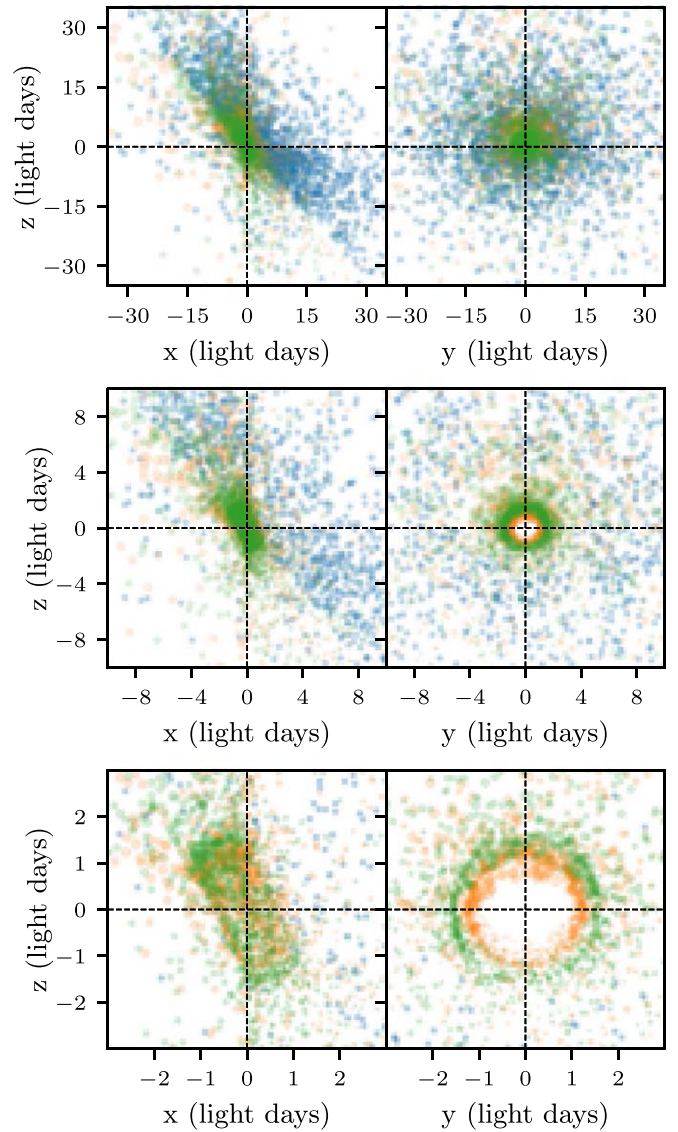 30
15
0
−15
−30
z (light days)
−30 −15 0 15 30 −30 −15 0 15 30
x (light days) y (light days)
8
4
0
−4
−8
z (light days)
−8 −4 0 4 8 −8 −4 0 4 8
x (light days) y (light days)
2
1
0
−1
−2
z (light days)
−2 −1 0 1 2 −2 −1 0 1 2
x (light days) y (light days)